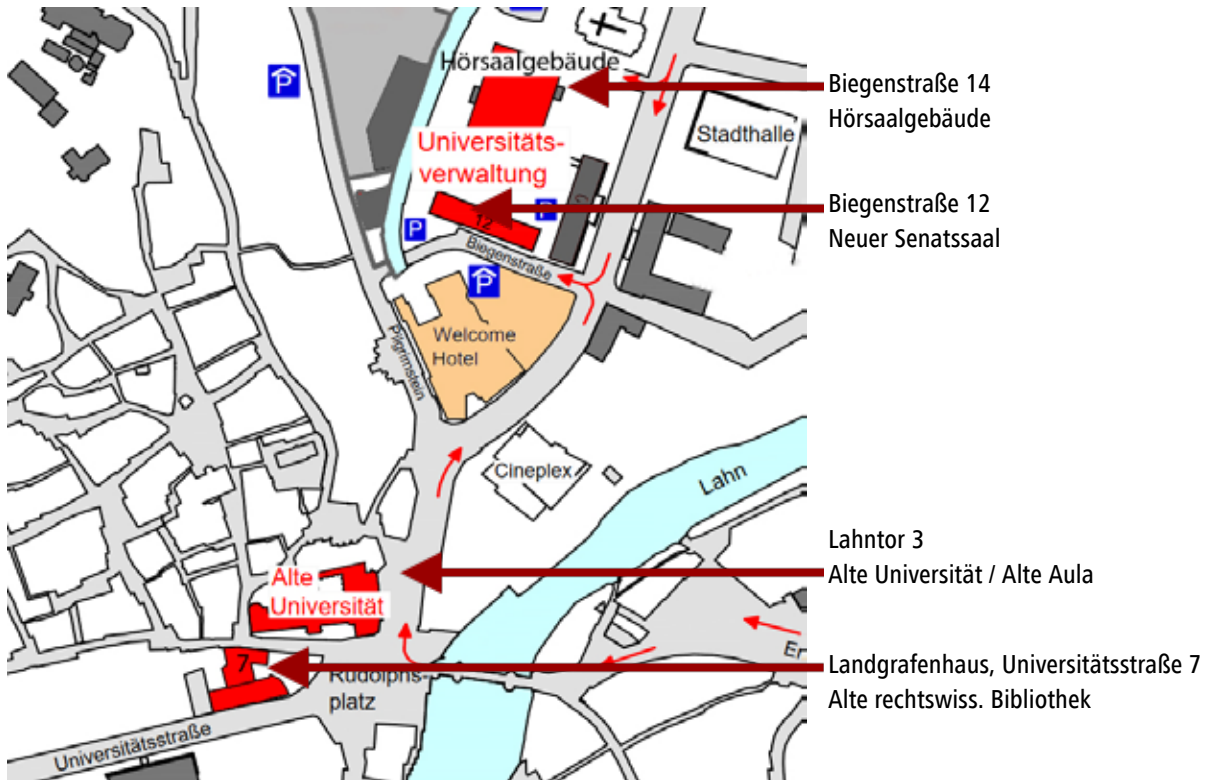 Hörsaalgebäude
Universitäts-
verwaltung
Stadthalle
12
P
P
P
P
Biegenstraße
Pilgrimstein
Welcome
Hotel
Cineplex
Lahn
Alte
Universität
7
Rudolphs-
platz
Er
Universitätsstraße
Biegenstraße 14
Hörsaalgebäude
Biegenstraße 12
Neuer Senatssaal
Lahntor 3
Alte Universität / Alte Aula
Landgrafenhaus, Universitätsstraße 7
Alte rechtswiss. Bibliothek